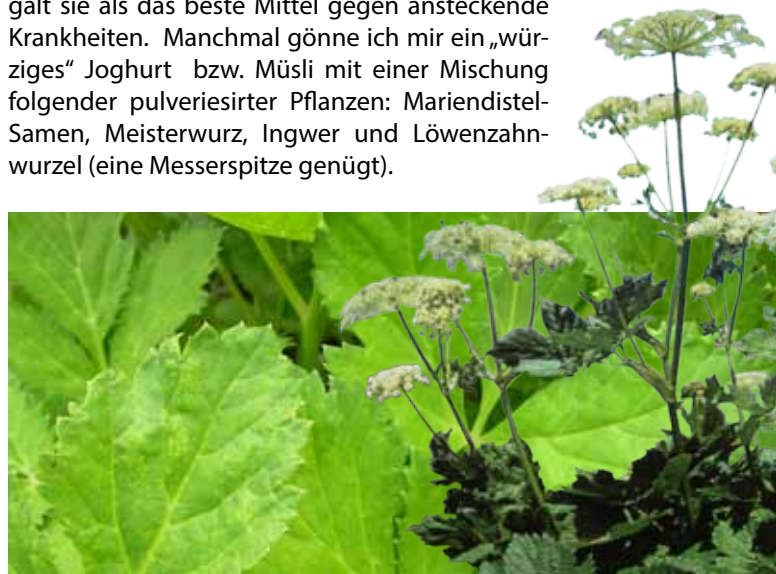 galt sie als das beste Mittel gegen ansteckende
Krankheiten. Manchmal gönne ich mir ein „wür-
ziges“ Joghurt bzw. Müsli mit einer Mischung
folgender pulveriesirter Pflanzen: Mariendistel-
Samen, Meisterwurz, Ingwer und Löwenzahn-
wurzel (eine Messerspitze genügt).